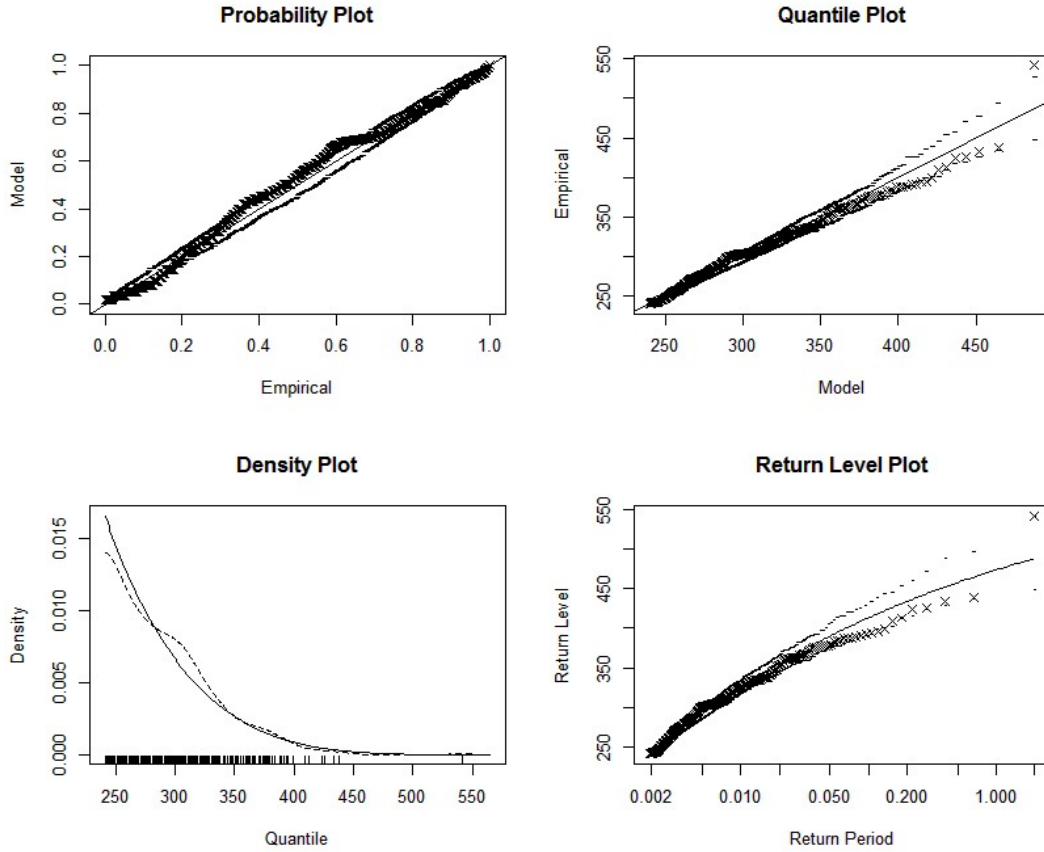 Probability Plot
Model
0.0 0.2 0.4 0.6 0.8 1.0
0.0 0.2 0.4 0.6 0.8 1.0
Empirical
Quantile Plot
Empirical
250 350 450 550
250 300 350 400 450
Model
Density Plot
Density
0.000 0.005 0.010 0.015
250 300 350 400 450 500 550
Quantile
Return Level Plot
Return Level
250 350 450 550
0.002 0.010 0.050 0.200 1.000
Return Period